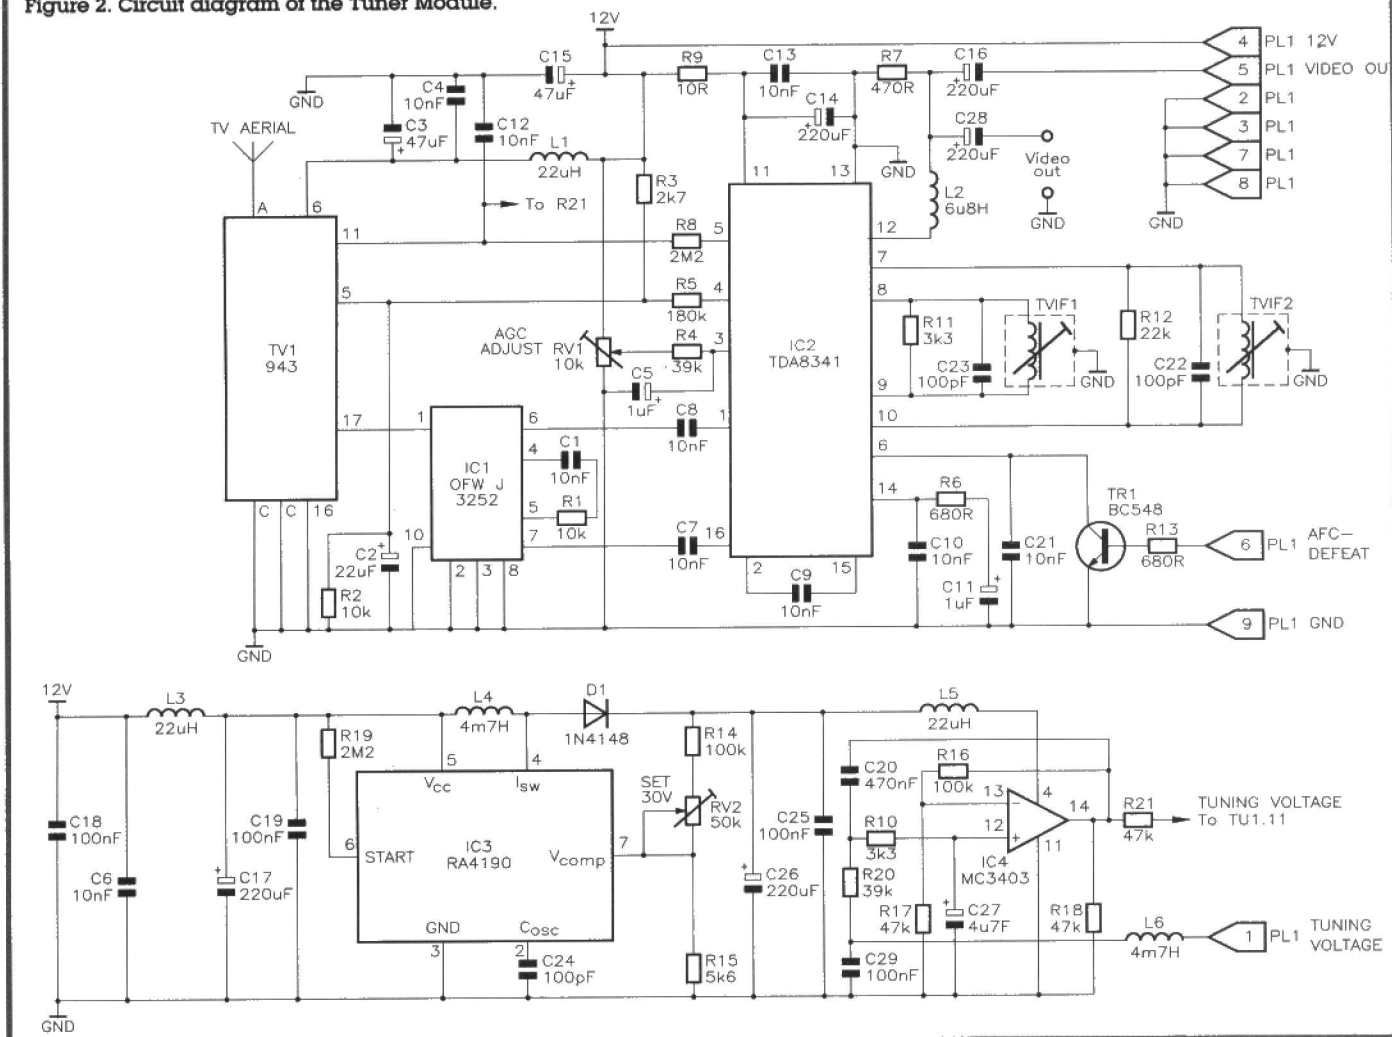 Figure 2. Circuit diagram of the Tuner Module.
12V
4 PL1 12V
5 PL1 VIDEO OU
2 PL1
3 PL1
7 PL1
8 PL1
GND
GND
C4
10nF
C3
47uF
C12
10nF
C15
47uF
R9
10R
C13
10nF
C14
220uF
R7
470R
C16
220uF
C28
220uF
Video
out
GND
GND
L2
6u8H
TV AERIAL
L1
22uH
R3
2k7
To R21
A 6
11
5
17
TV1
943
C C 16
R8
2M2
R5
180k
R4
39k
AGC
ADJUST RV1
10k
C5
1uF
C8
10nF
C7
10nF
11 13
5
4
3
1
16
2 15
12
7
8
9
10
6
14
IC2
TDA8341
C9
10nF
R11
3k3
C23
100pF
TVIF1
GND
R12
22k
C22
100pF
TVIF2
GND
1
6
4
5
7
10
2 3 8
IC1
OFW J
3252
C1
10nF
R1
10k
C2
22uF
R2
10k
GND
R6
680R
C10
10nF
C11
1uF
C21
10nF
TR1
BC548
R13
680R
6 PL1 AFC-
DEFEAT
9 PL1 GND
12V
L3
22uH
L4
4m7H
D1
1N4148
L5
22uH
R19
2M2
5 4
VCC ISW
R14
100k
SET
30V
RV2
50k
C18
100nF
C6
10nF
C17
220uF
C19
100nF
6 START
IC3
RA4190
Vcomp 7
GND COSC
3 2
C24
100pF
R15
5k6
C26
220uF
C25
100nF
C20
470nF
R16
100k
R10
3k3
R20
39k
R17
47k
C27
4u7F
C29
100nF
13 4
12 14
11
IC4
MC3403
R21
47k
R18
47k
TUNING VOLTAGE
To TU1.11
L6
4m7H
1 PL1 TUNING
VOLTAGE
GND